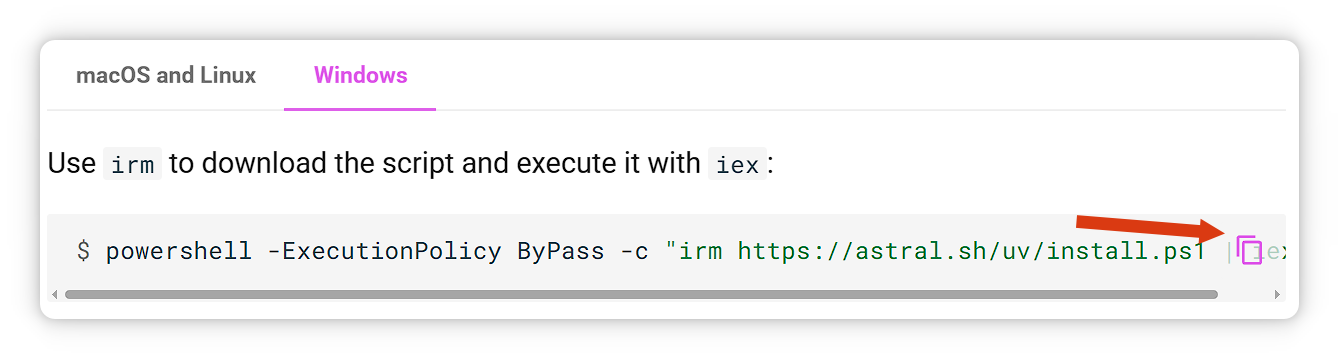 macOS and Linux Windows
Use irm to download the script and execute it with iex:
$ powershell -ExecutionPolicy ByPass -c "irm https://astral.sh/uv/install.ps1 | iex